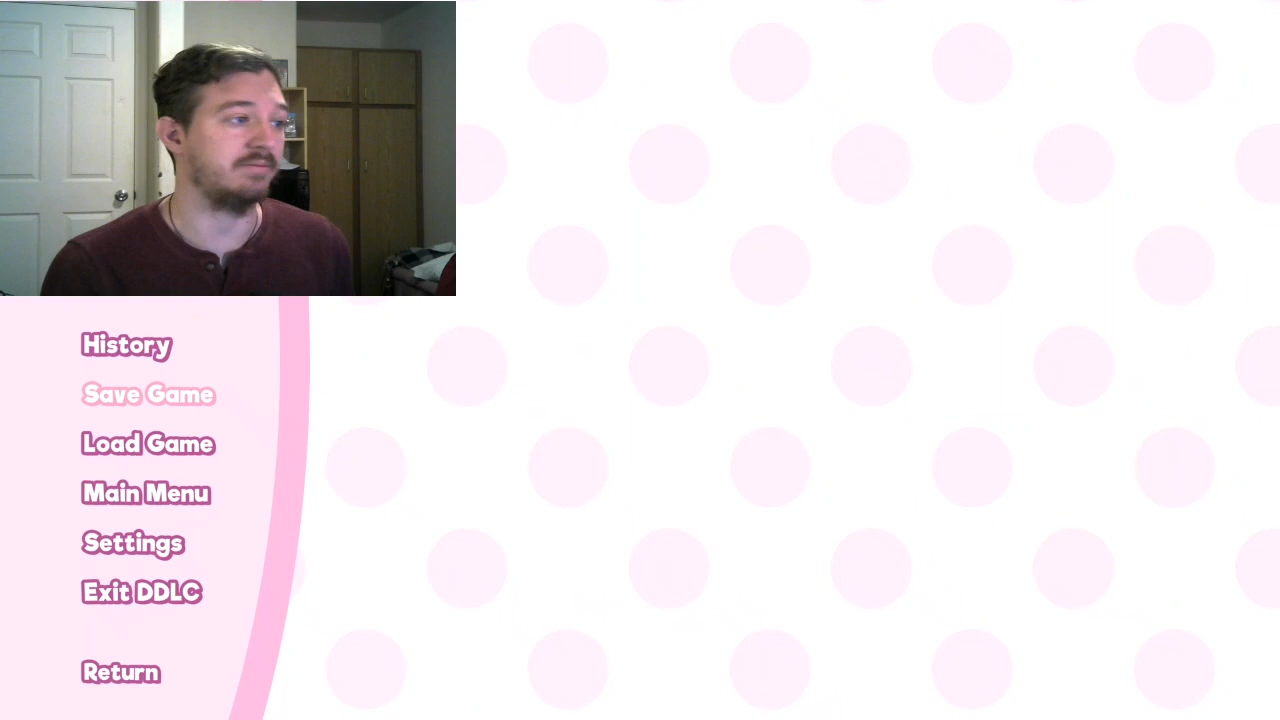 History
Save Game
Load Game
Main Menu
Settings
Exit DDLC
Return